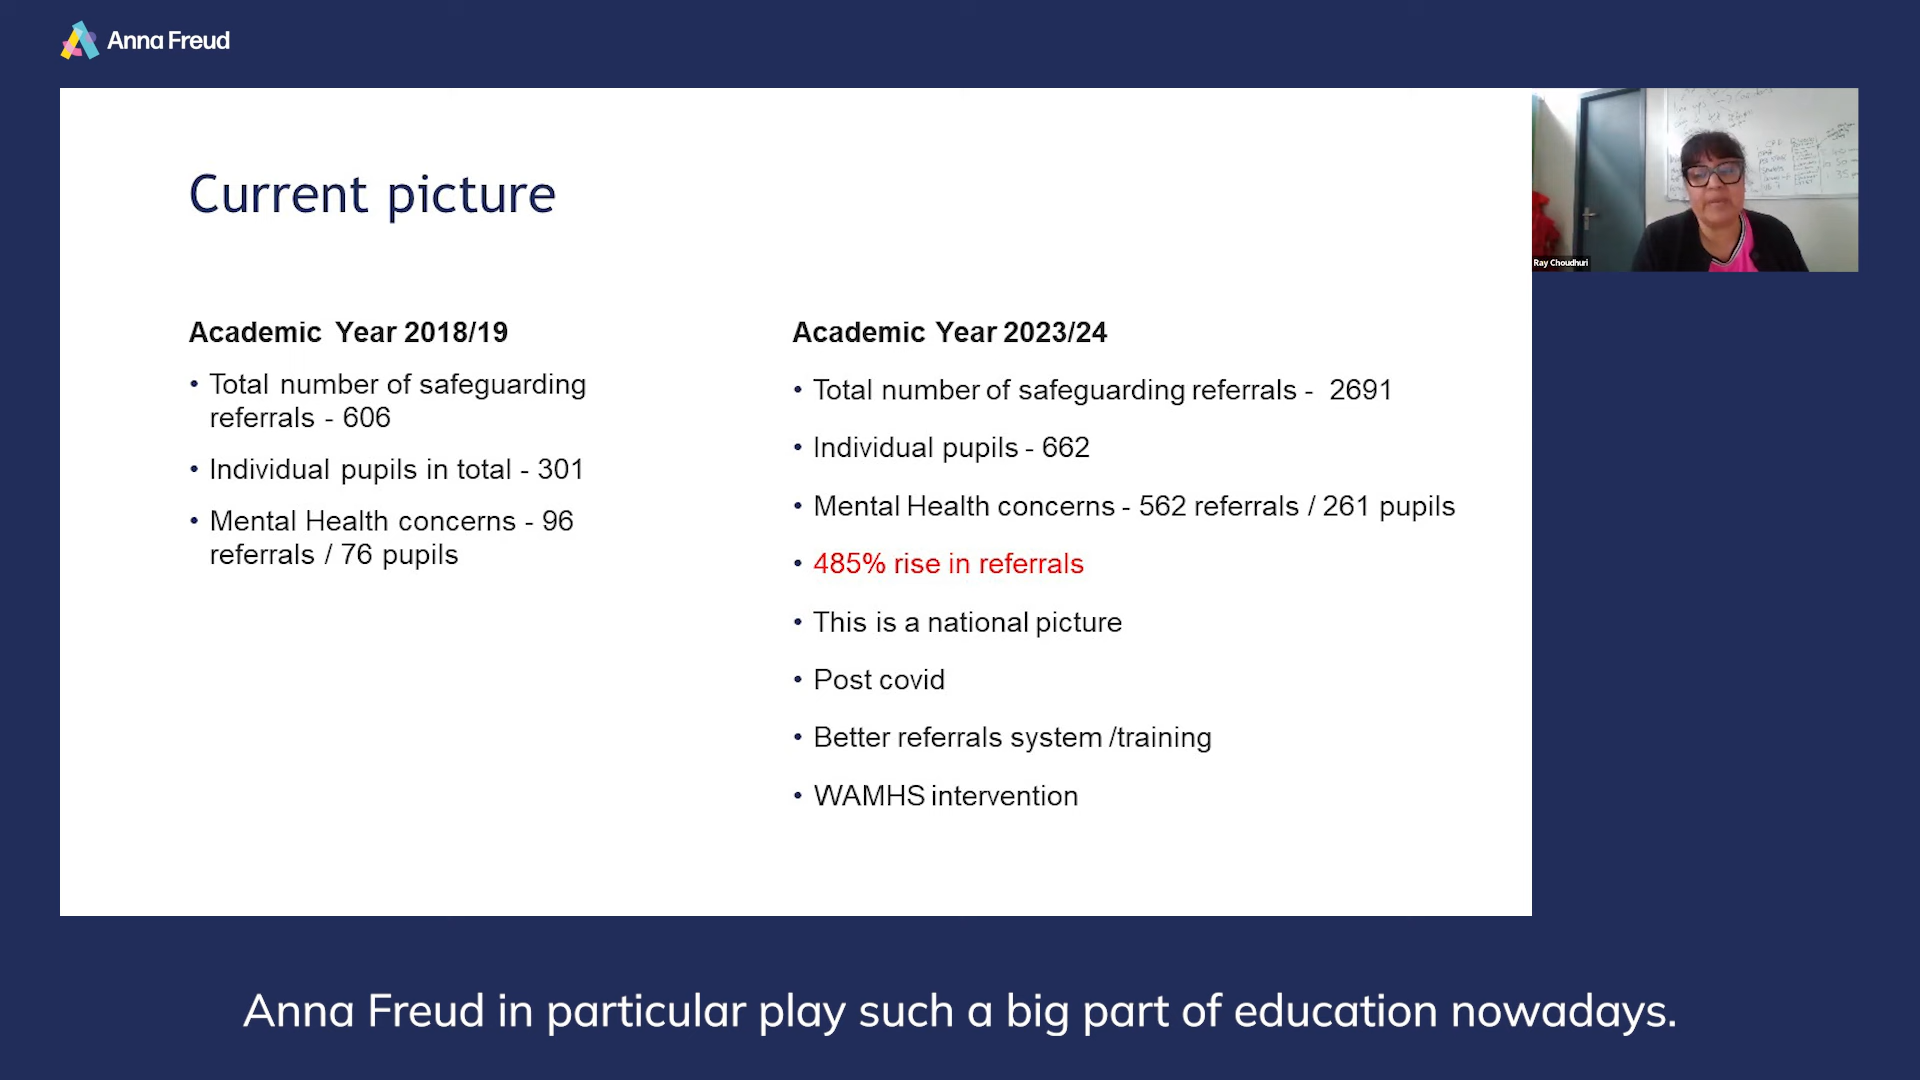 Anna Freud
Current picture
Academic Year 2018/19
• Total number of safeguarding
referrals - 606
• Individual pupils in total - 301
• Mental Health concerns - 96
referrals / 76 pupils
Academic Year 2023/24
• Total number of safeguarding referrals - 2691
• Individual pupils - 662
• Mental Health concerns - 562 referrals / 261 pupils
• 485% rise in referrals
• This is a national picture
• Post covid
• Better referrals system /training
• WAMHS intervention
Ray Choudhuri
Anna Freud in particular play such a big part of education nowadays.